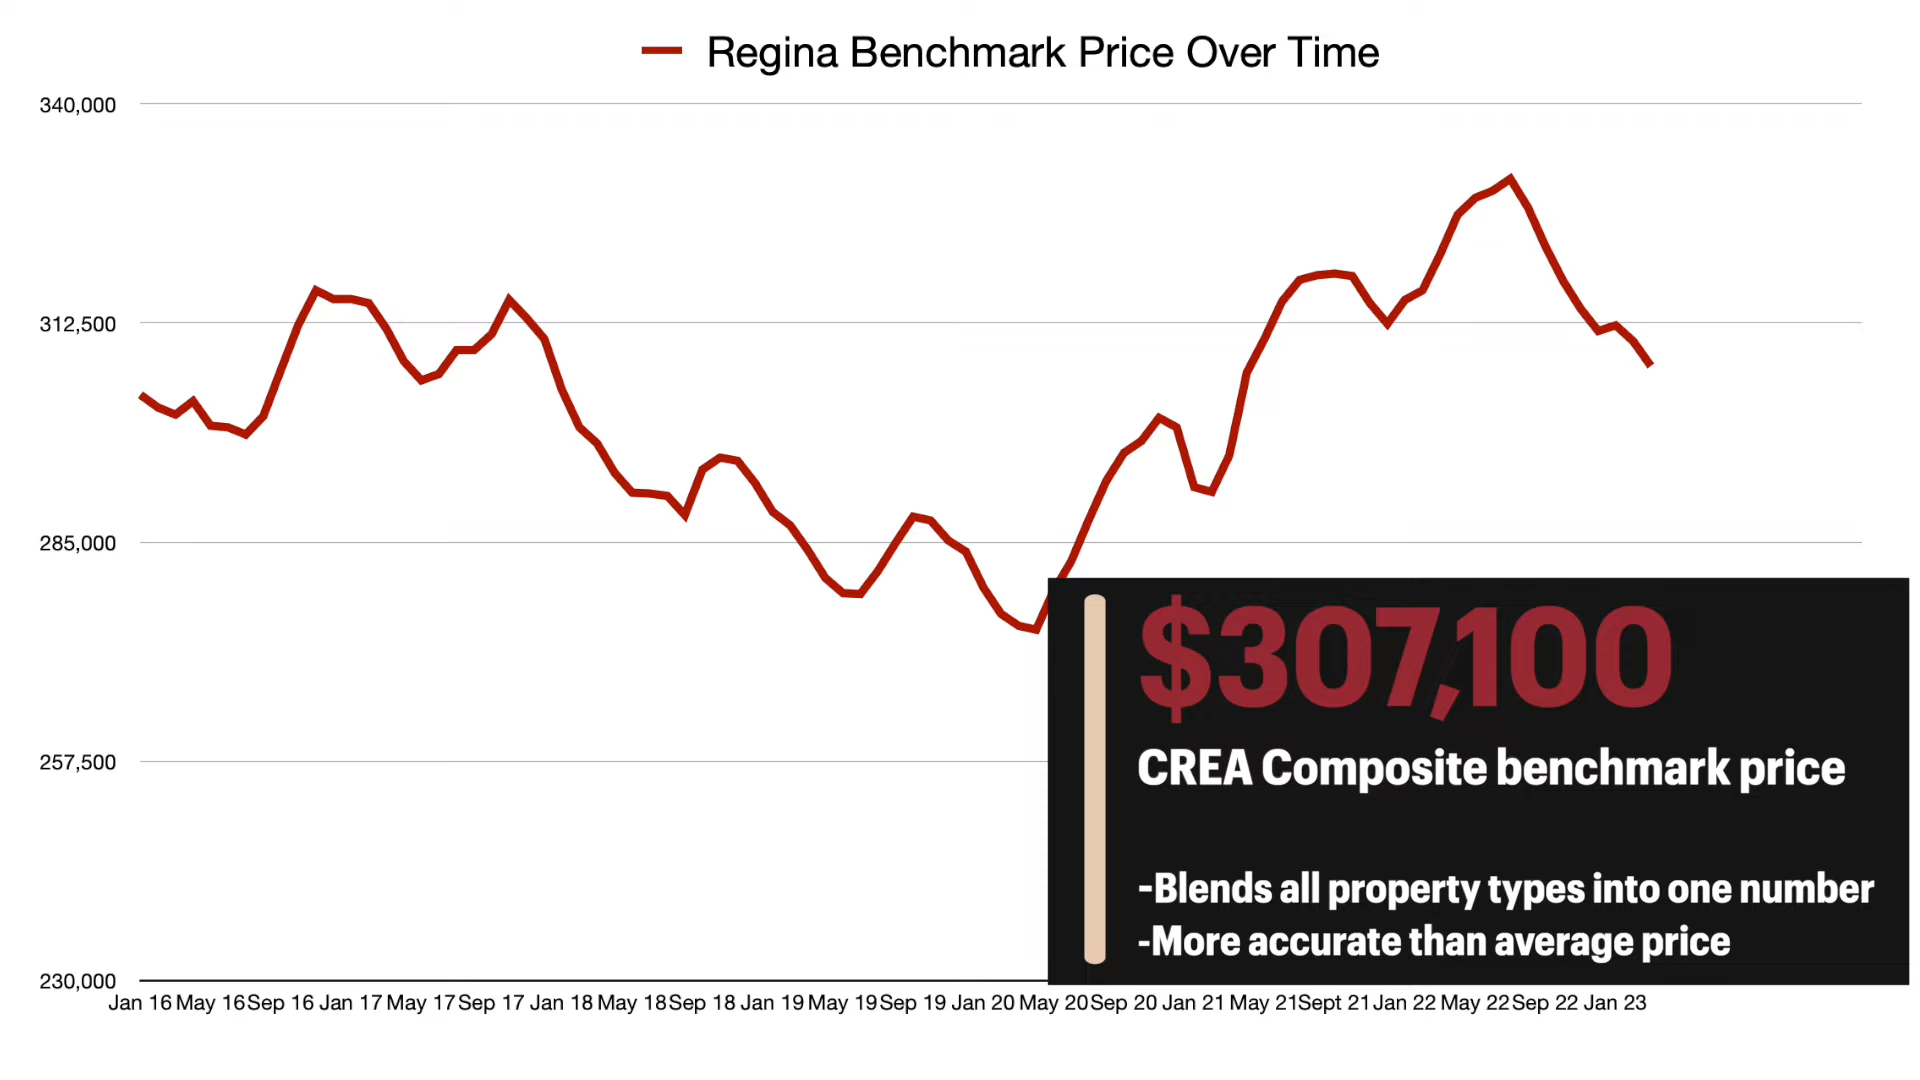 Regina Benchmark Price Over Time
340,000
312,500
285,000
257,500
230,000
$307,100
CREA Composite benchmark price
-Blends all property types into one number
-More accurate than average price
Jan 16 May 16 Sep 16 Jan 17 May 17 Sep 17 Jan 18 May 18 Sep 18 Jan 19 May 19 Sep 19 Jan 20 May 20 Sep 20 Jan 21 May 21 Sept 21 Jan 22 May 22 Sep 22 Jan 23